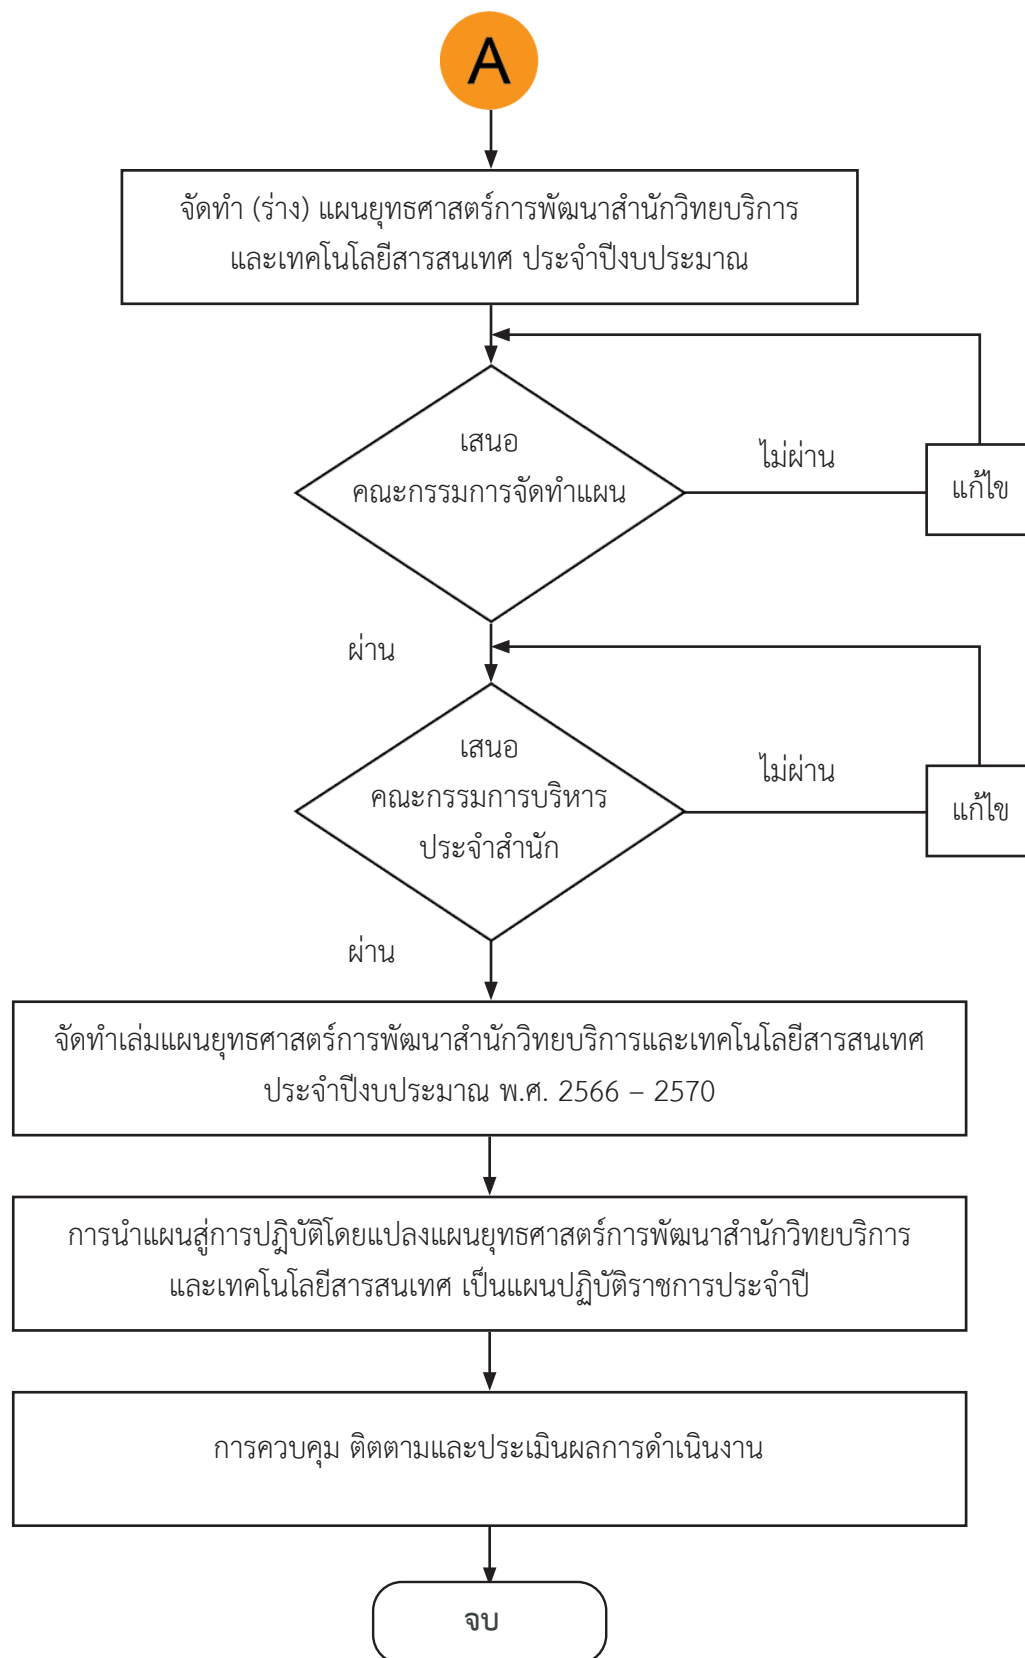 A
จัดทำ (ร่าง) แผนยุทธศาสตร์การพัฒนาสำนักวิทยบริการ
และเทคโนโลยีสารสนเทศ ประจำปีงบประมาณ
เสนอ
คณะกรรมการจัดทำแผน
ไม่ผ่าน
แก้ไข
ผ่าน
เสนอ
คณะกรรมการบริหาร
ประจำสำนัก
ไม่ผ่าน
แก้ไข
ผ่าน
จัดทำเล่มแผนยุทธศาสตร์การพัฒนาสำนักวิทยบริการและเทคโนโลยีสารสนเทศ
ประจำปีงบประมาณ พ.ศ. 2566 – 2570
การนำแผนสู่การปฎิบัติโดยแปลงแผนยุทธศาสตร์การพัฒนาสำนักวิทยบริการ
และเทคโนโลยีสารสนเทศ เป็นแผนปฏิบัติราชการประจำปี
การควบคุม ติตตามและประเมินผลการดำเนินงาน
จบ